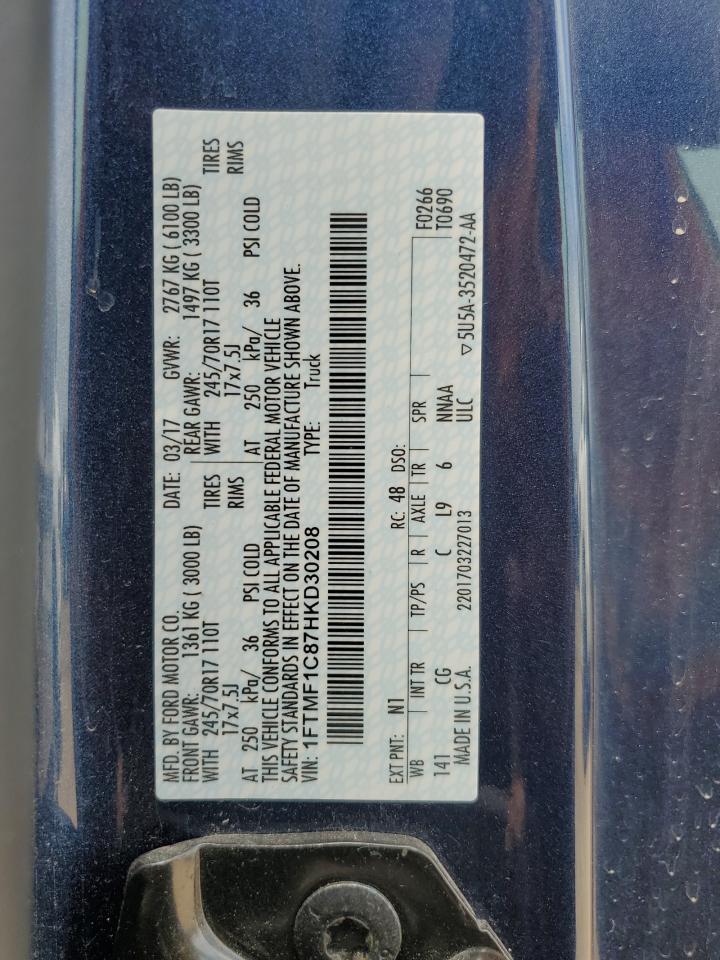 MFD. BY FORD MOTOR CO. DATE: 03/17 GVWR: 2767 KG ( 6100 LB)
FRONT GAWR: 1361 KG ( 3000 LB) REAR GAWR: 1497 KG ( 3300 LB)
WITH 245/70R17 110T TIRES WITH 245/70R17 110T TIRES
17x7.5J RIMS 17x7.5J RIMS
AT 250 kPa/ 36 PSI COLD AT 250 kPa/ 36 PSI COLD
THIS VEHICLE CONFORMS TO ALL APPLICABLE FEDERAL MOTOR VEHICLE
SAFETY STANDARDS IN EFFECT ON THE DATE OF MANUFACTURE SHOWN ABOVE.
VIN: 1FTMF1C87HKD30208 TYPE: Truck
EXT PNT: N1 RC: 48 DSO: F0266
WB INT TR TP/PS R AXLE TR SPR T0690
141 CG C L9 6 NNAA
MADE IN U.S.A. 2201703227013 ULC ▽5U5A-3520472-AA